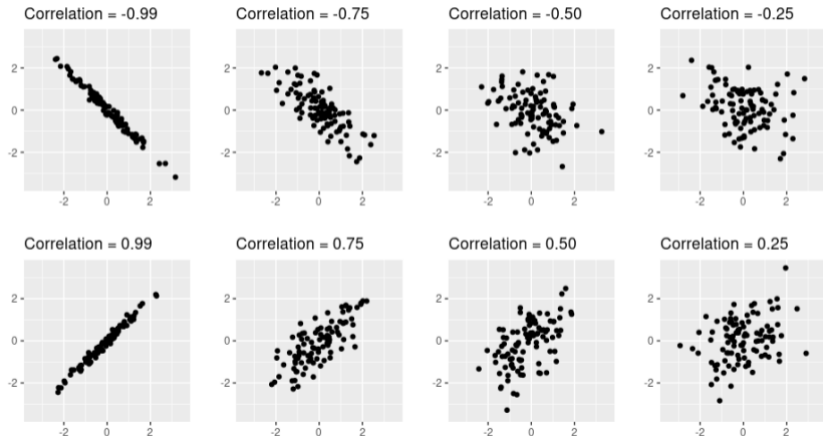 Correlation = -0.99
Correlation = -0.75
Correlation = -0.50
Correlation = -0.25
2
0
-2
-2 0 2
2
0
-2
-2 0 2
2
0
-2
-2 0 2
2
0
-2
-2 0 2
Correlation = 0.99
Correlation = 0.75
Correlation = 0.50
Correlation = 0.25
2
0
-2
-2 0 2
2
0
-2
-2 0 2
2
0
-2
-2 0 2
2
0
-2
-2 0 2